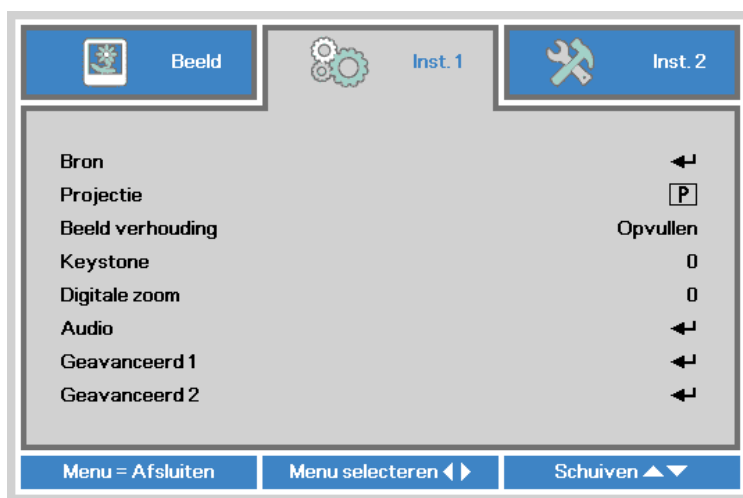 Beeld Inst. 1 Inst. 2
Bron
Projectie P
Beeld verhouding Opvullen
Keystone 0
Digitale zoom 0
Audio
Geavanceerd 1
Geavanceerd 2
Menu = Afsluiten Menu selecteren Schuiven